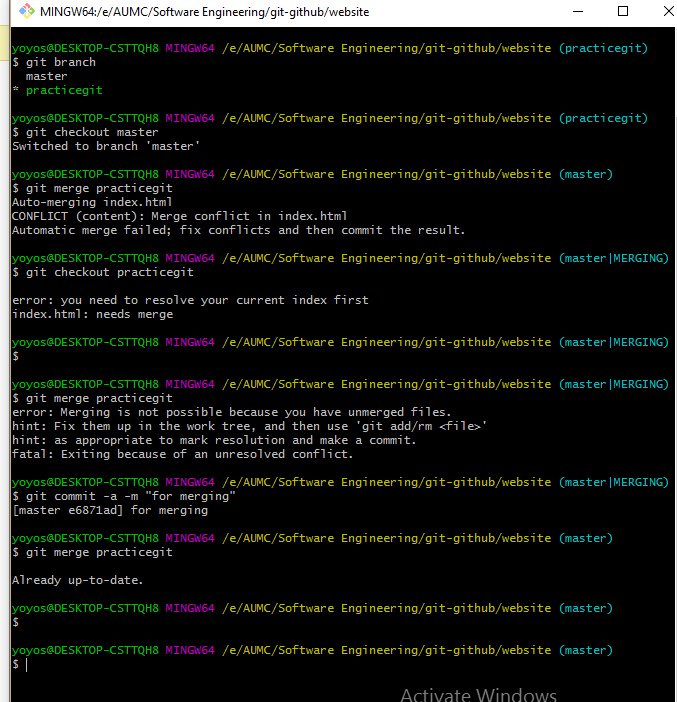 MINGW64:/e/AUMC/Software Engineering/git-github/website
yoyos@DESKTOP-CSTTQH8 MINGW64 /e/AUMC/Software Engineering/git-github/website (practicegit)
$ git branch
  master
* practicegit
yoyos@DESKTOP-CSTTQH8 MINGW64 /e/AUMC/Software Engineering/git-github/website (practicegit)
$ git checkout master
Switched to branch 'master'
yoyos@DESKTOP-CSTTQH8 MINGW64 /e/AUMC/Software Engineering/git-github/website (master)
$ git merge practicegit
Auto-merging index.html
CONFLICT (content): Merge conflict in index.html
Automatic merge failed; fix conflicts and then commit the result.
yoyos@DESKTOP-CSTTQH8 MINGW64 /e/AUMC/Software Engineering/git-github/website (master|MERGING)
$ git checkout practicegit
error: you need to resolve your current index first
index.html: needs merge
yoyos@DESKTOP-CSTTQH8 MINGW64 /e/AUMC/Software Engineering/git-github/website (master|MERGING)
$
yoyos@DESKTOP-CSTTQH8 MINGW64 /e/AUMC/Software Engineering/git-github/website (master|MERGING)
$ git merge practicegit
error: Merging is not possible because you have unmerged files.
hint: Fix them up in the work tree, and then use 'git add/rm <file>'
hint: as appropriate to mark resolution and make a commit.
fatal: Exiting because of an unresolved conflict.
yoyos@DESKTOP-CSTTQH8 MINGW64 /e/AUMC/Software Engineering/git-github/website (master|MERGING)
$ git commit -a -m "for merging"
[master e6871ad] for merging
yoyos@DESKTOP-CSTTQH8 MINGW64 /e/AUMC/Software Engineering/git-github/website (master)
$ git merge practicegit
Already up-to-date.
yoyos@DESKTOP-CSTTQH8 MINGW64 /e/AUMC/Software Engineering/git-github/website (master)
$
yoyos@DESKTOP-CSTTQH8 MINGW64 /e/AUMC/Software Engineering/git-github/website (master)
$
Activate Windows